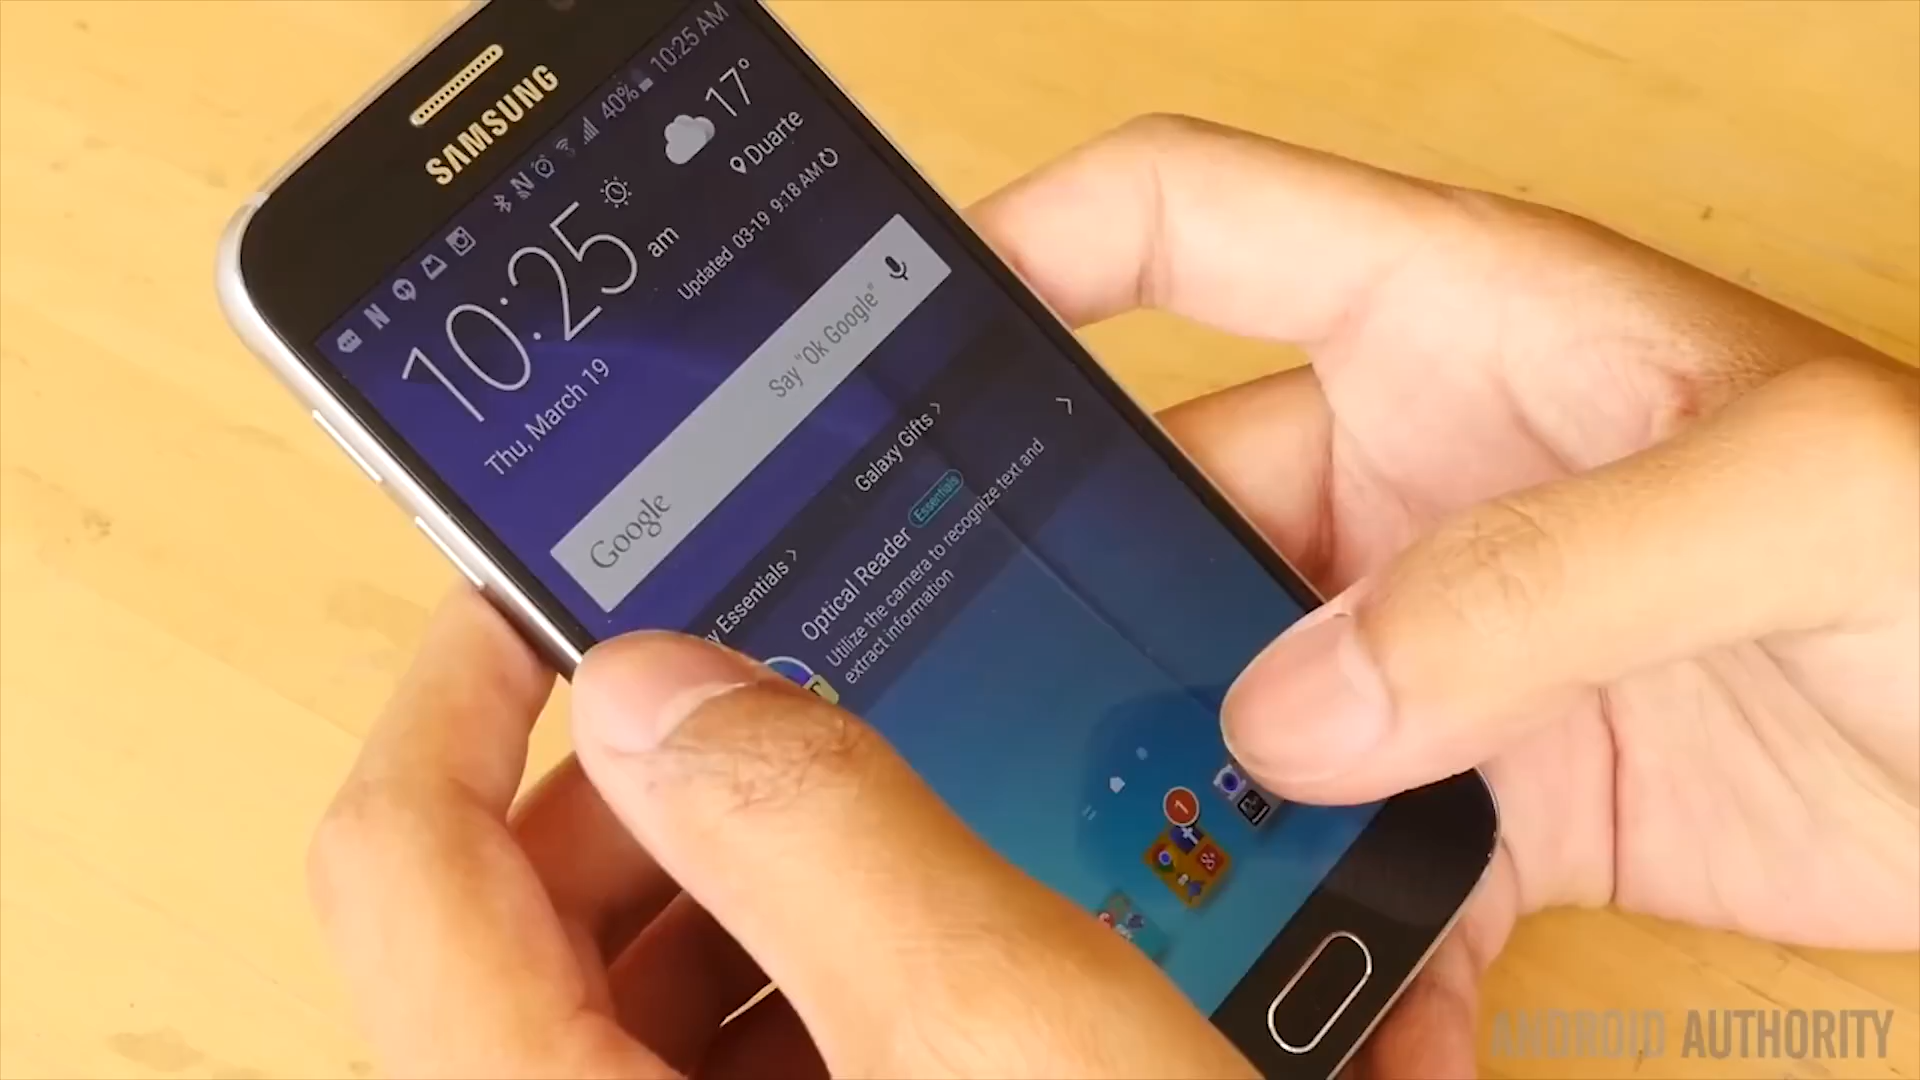 SAMSUNG
40% 10:25 AM
10:25 am
17°
Duarte
Thu, March 19
Updated 03-19 9:18 AM
Google
Say "Ok Google"
Essentials >
Galaxy Gifts >
Optical Reader Essentials
Utilize the camera to recognize text and
extract information
1
ANDROID AUTHORITY